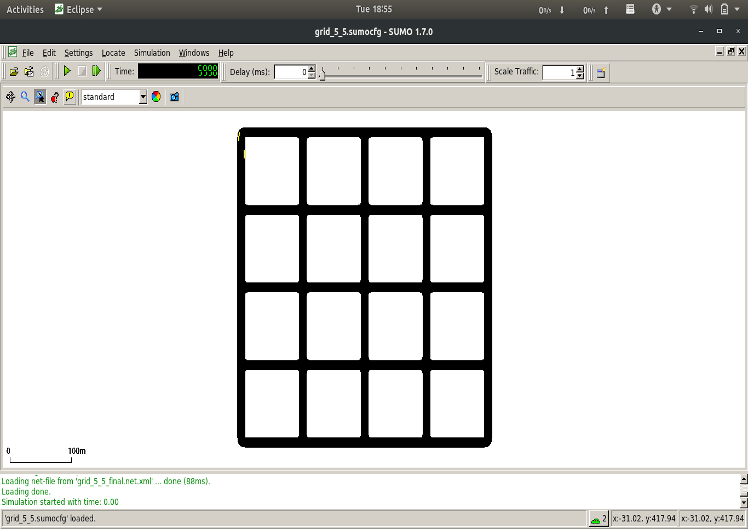 Activities Eclipse Tue 18:55 0B/s 0B/s
grid_5_5.sumocfg - SUMO 1.7.0
File Edit Settings Locate Simulation Windows Help
Time: Delay (ms): 0 Scale Traffic: 1
standard
0 100m
Loading net-file from 'grid_5_5_final.net.xml' ... done (88ms).
Loading done.
Simulation started with time: 0.00
'grid_5_5.sumocfg' loaded. 2 x:-31.02, y:417.94 x:-31.02, y:417.94